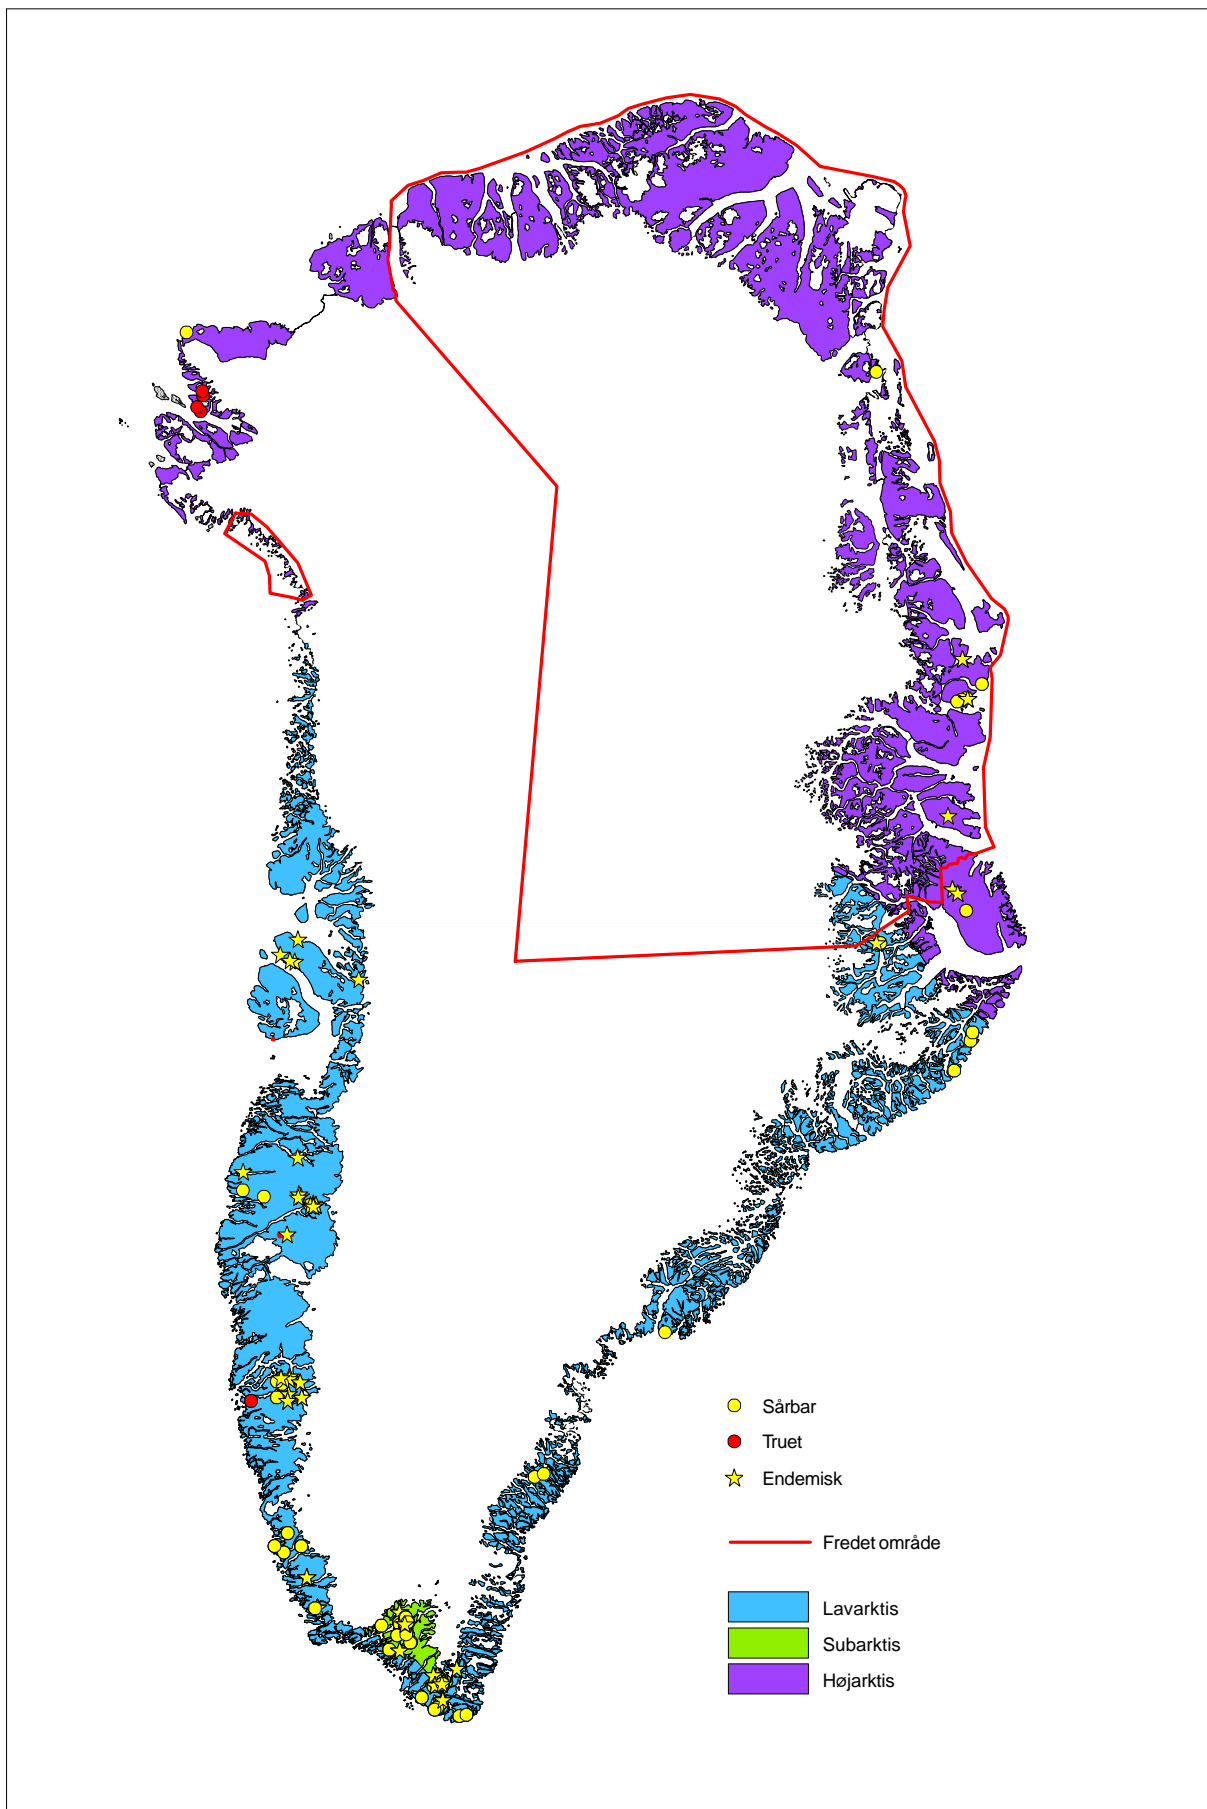 Sårbar
Truet
Endemisk
Fredet område
Lavarktis
Subarktis
Højarktis